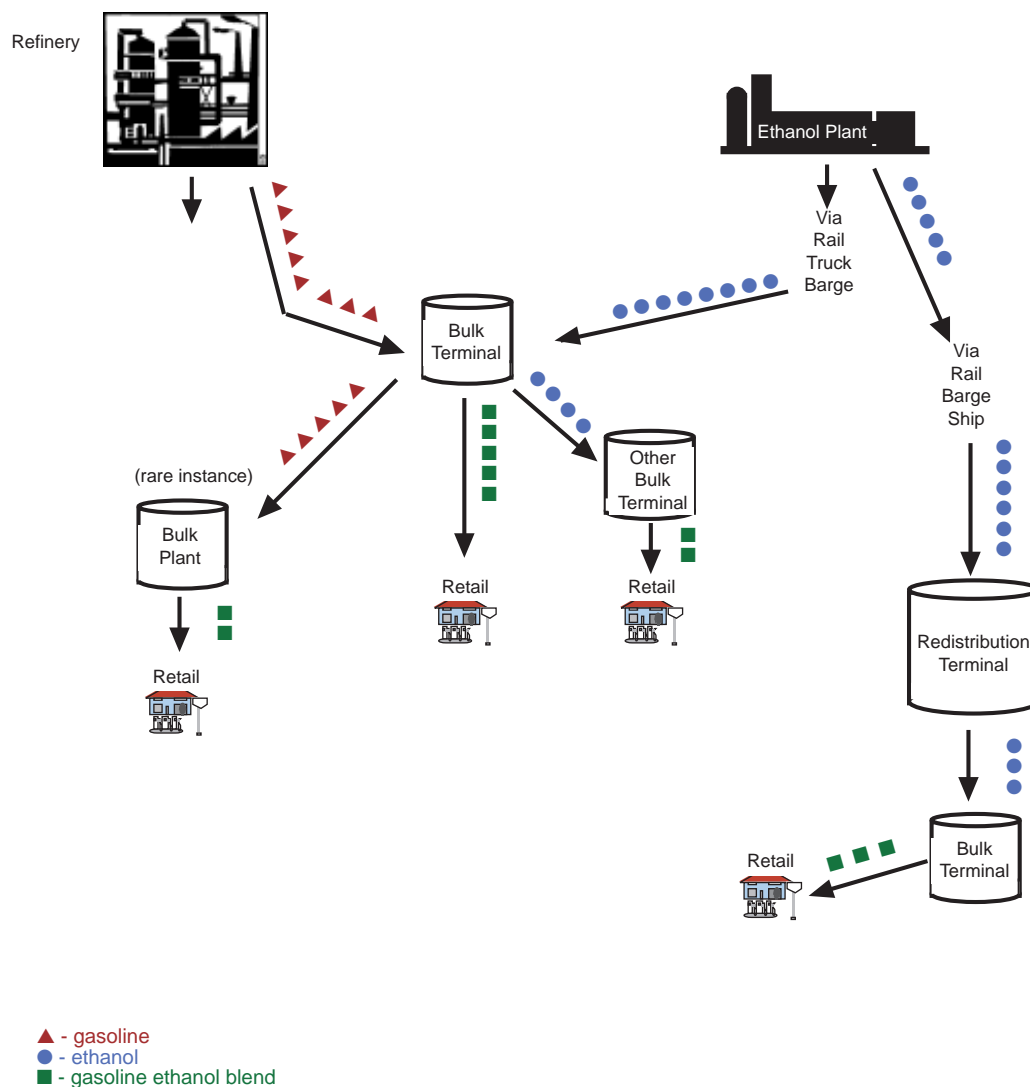 Refinery
Ethanol Plant
Via
Rail
Truck
Barge
Bulk
Terminal
Via
Rail
Barge
Ship
(rare instance)
Other
Bulk
Terminal
Bulk
Plant
Retail
Retail
Redistribution
Terminal
Retail
Bulk
Terminal
Retail
- gasoline
- ethanol
- gasoline ethanol blend